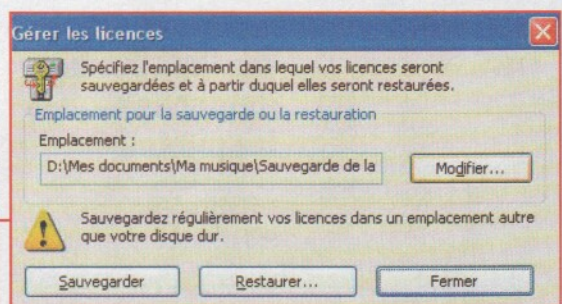 Gérer les licences
Spécifiez l'emplacement dans lequel vos licences seront
sauvegardées et à partir duquel elles seront restaurées.
Emplacement pour la sauvegarde ou la restauration
Emplacement :
D:\Mes documents\Ma musique\Sauvegarde de la
Modifier...
Sauvegardez régulièrement vos licences dans un emplacement autre
que votre disque dur.
Sauvegarder
Restaurer...
Fermer